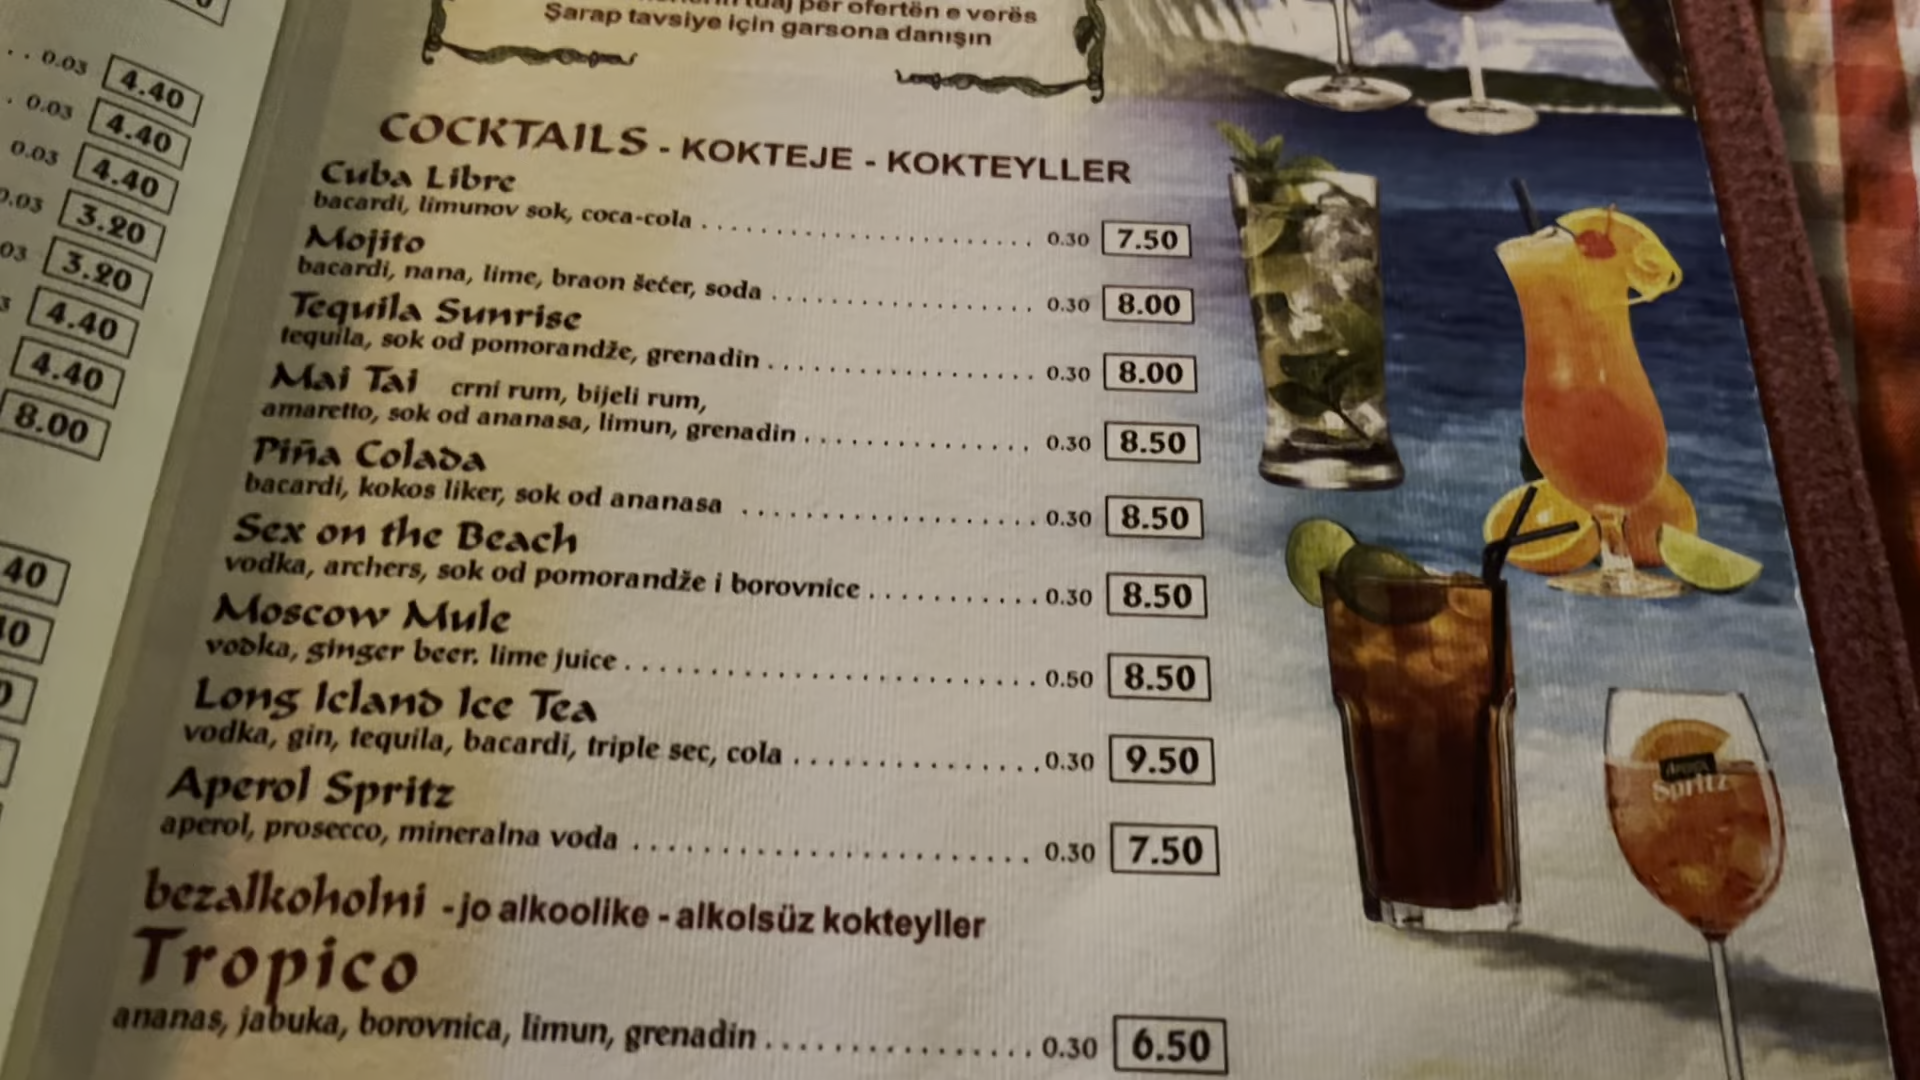 për ofertën e verës
Şarap tavsiye için garsona danışın
. . 0.03 4.40
. 0.03 4.40
0.03 4.40
0.03 3.20
03 3.20
3 4.40
4.40
8.00
40
COCKTAILS - KOKTEJE - KOKTEYLLER
Cuba Libre
bacardi, limunov sok, coca-cola . . . . . . . . . . . . . . . . . . . . . . . 0.30 7.50
Mojito
bacardi, nana, lime, braon šećer, soda . . . . . . . . . . . . . . . . . . 0.30 8.00
Tequila Sunrise
tequila, sok od pomorandže, grenadin . . . . . . . . . . . . . . . . . . 0.30 8.00
Mai Tai crni rum, bijeli rum,
amaretto, sok od ananasa, limun, grenadin . . . . . . . . . . . . . . . 0.30 8.50
Piña Colada
bacardi, kokos liker, sok od ananasa . . . . . . . . . . . . . . . . . . . 0.30 8.50
Sex on the Beach
vodka, archers, sok od pomorandže i borovnice . . . . . . . . . . . 0.30 8.50
Moscow Mule
vodka, ginger beer. lime juice . . . . . . . . . . . . . . . . . . . . . . . . . 0.50 8.50
Long Icland Ice Tea
vodka, gin, tequila, bacardi, triple sec, cola . . . . . . . . . . . . . . . 0.30 9.50
Aperol Spritz
aperol, prosecco, mineralna voda . . . . . . . . . . . . . . . . . . . . . . 0.30 7.50
bezalkoholni - jo alkoolike - alkolsüz kokteyller
Tropico
ananas, jabuka, borovnica, limun, grenadin . . . . . . . . . . . . . . . 0.30 6.50
Spritz